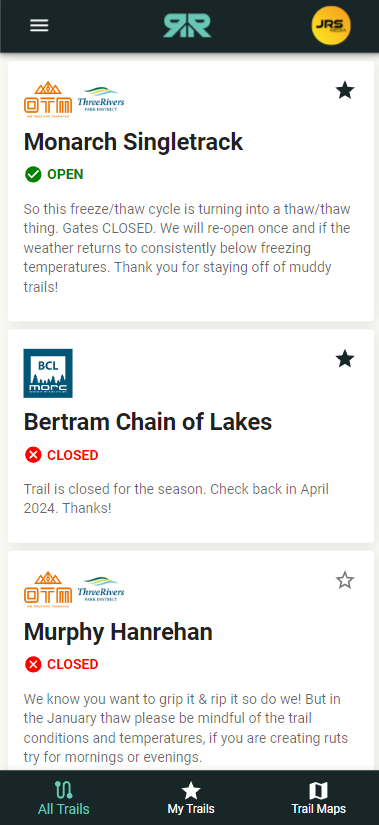 JRS
MEDIA
OTM
ThreeRivers
PARK DISTRICT
Monarch Singletrack
OPEN
So this freeze/thaw cycle is turning into a thaw/thaw
thing. Gates CLOSED. We will re-open once and if the
weather returns to consistently below freezing
temperatures. Thank you for staying off of muddy
trails!
BCL
morc
Bertram Chain of Lakes
CLOSED
Trail is closed for the season. Check back in April
2024. Thanks!
OTM
ThreeRivers
PARK DISTRICT
Murphy Hanrehan
CLOSED
We know you want to grip it & rip it so do we! But in
the January thaw please be mindful of the trail
conditions and temperatures, if you are creating ruts
try for mornings or evenings.
All Trails
My Trails
Trail Maps